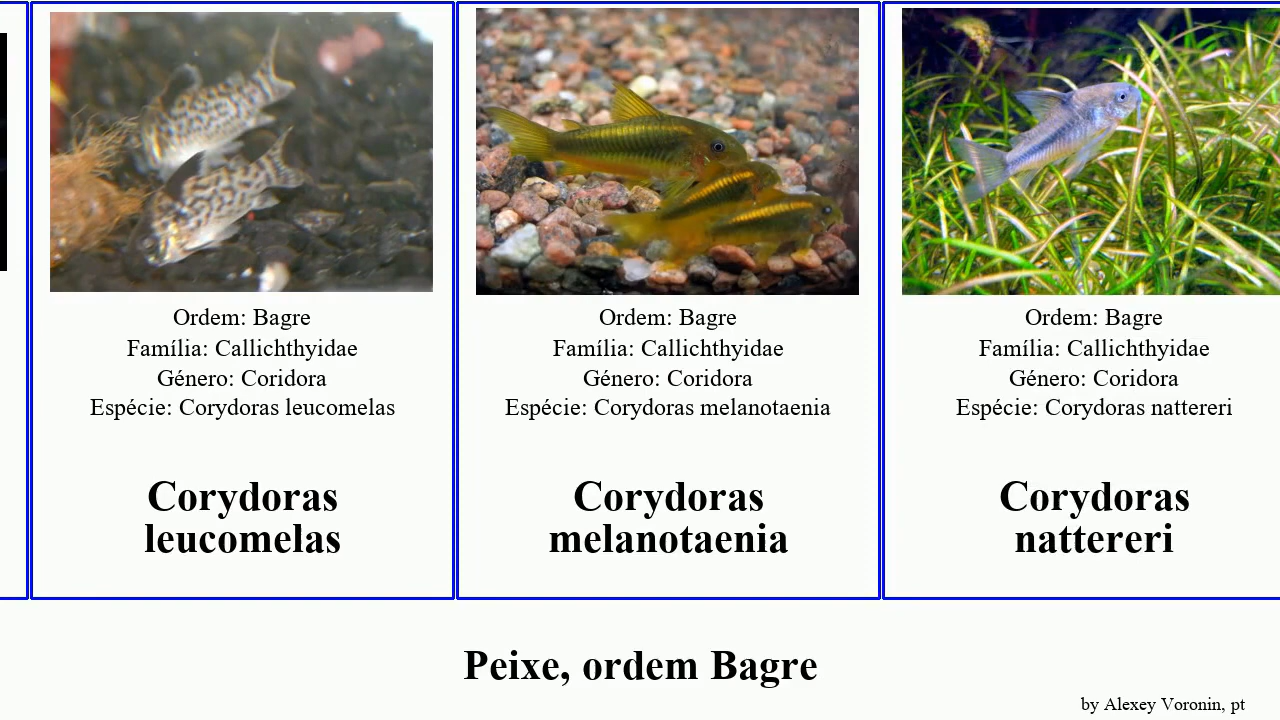 Ordem: Bagre
Família: Callichthyidae
Género: Coridora
Espécie: Corydoras leucomelas
Corydoras
leucomelas
Ordem: Bagre
Família: Callichthyidae
Género: Coridora
Espécie: Corydoras melanotaenia
Corydoras
melanotaenia
Ordem: Bagre
Família: Callichthyidae
Género: Coridora
Espécie: Corydoras nattereri
Corydoras
nattereri
Peixe, ordem Bagre
by Alexey Voronin, pt